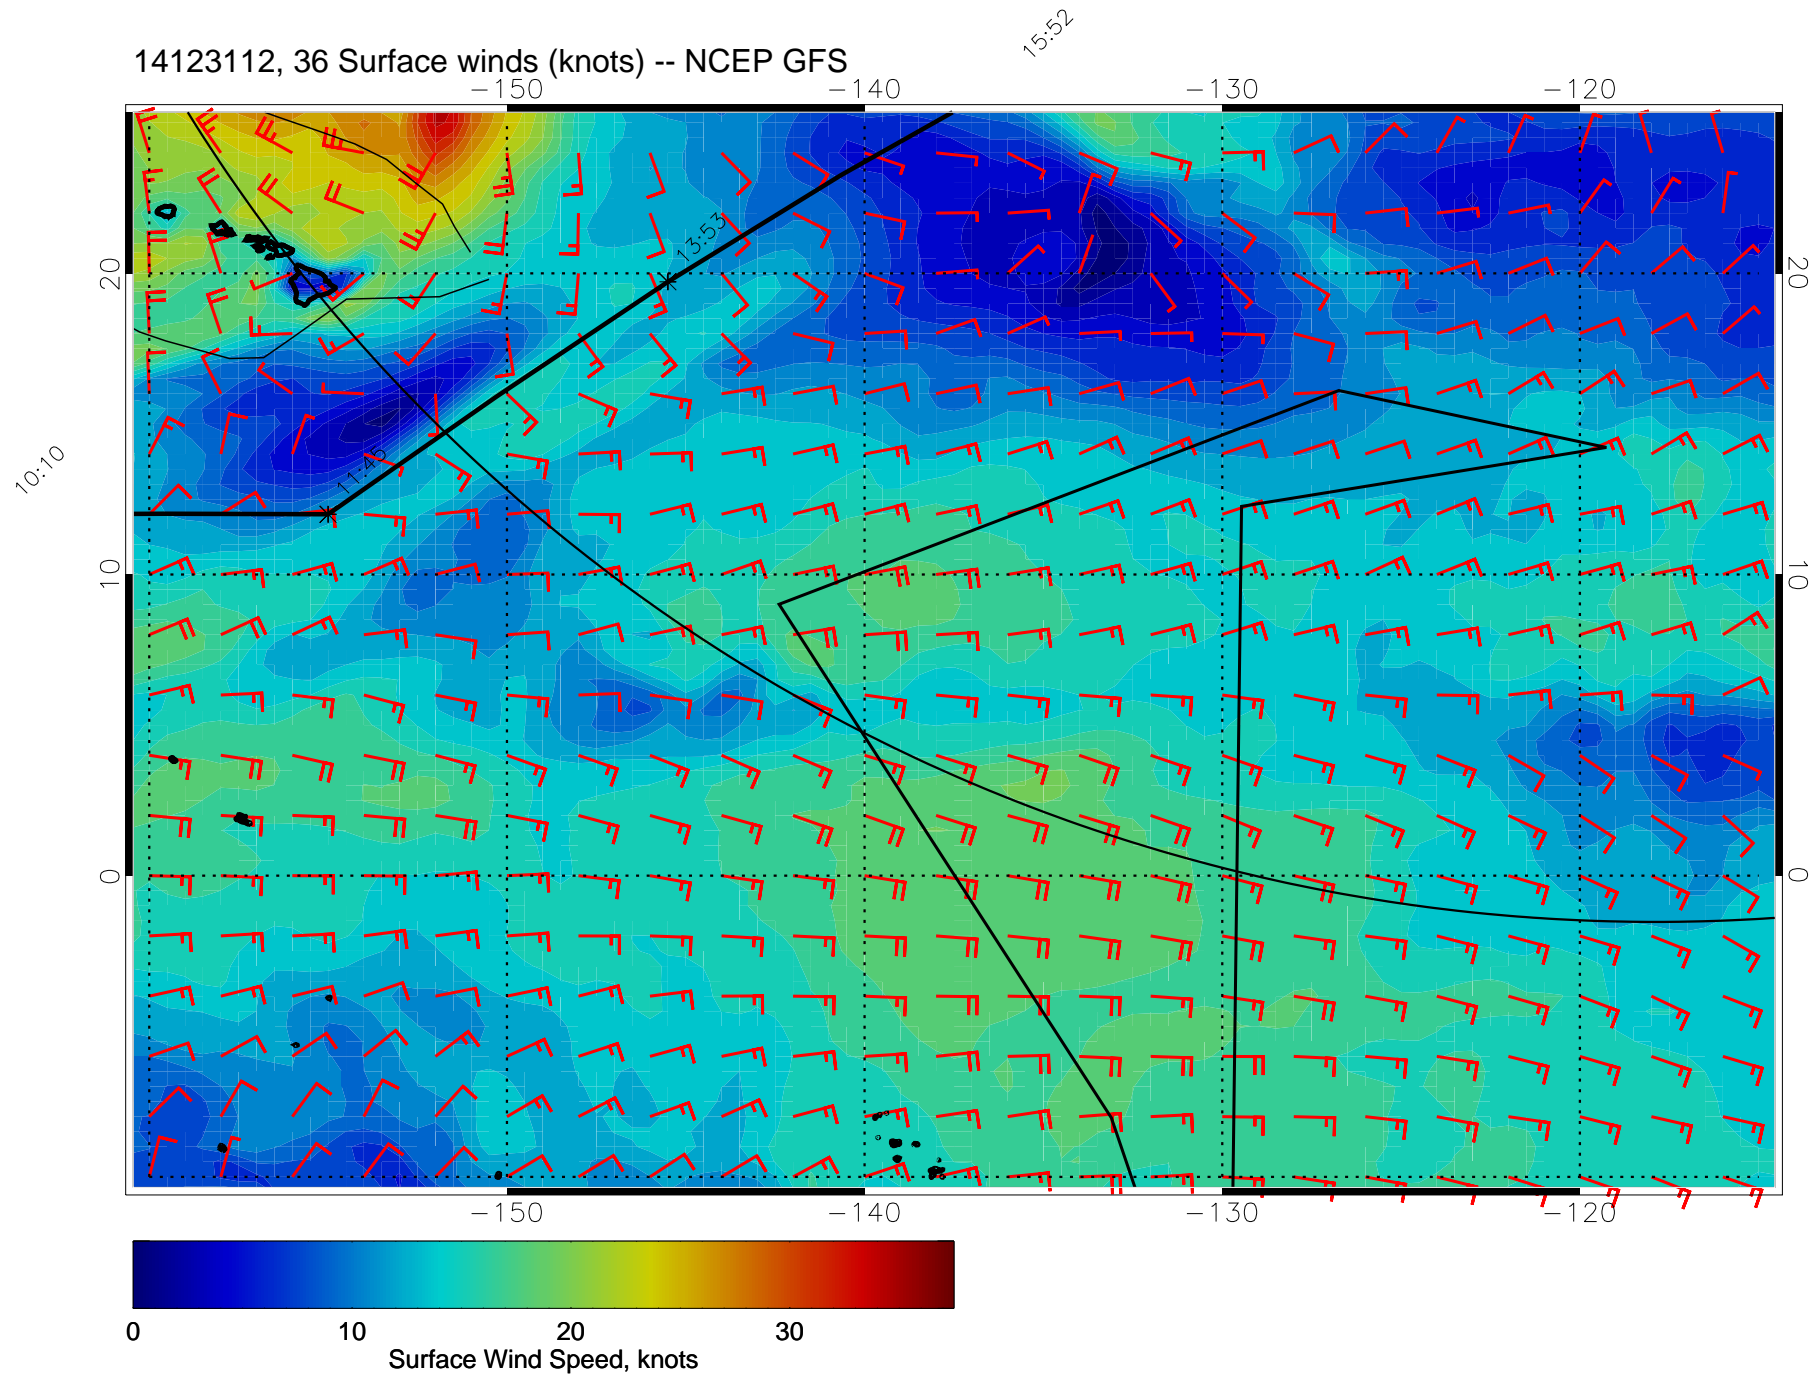 15:52
14123112, 36 Surface winds (knots) -- NCEP GFS
−150 −140 −130 −120
13:53
20 20
11:45
10:10
10 10
0 0
−150 −140 −130 −120
0 10 20 30
Surface Wind Speed, knots